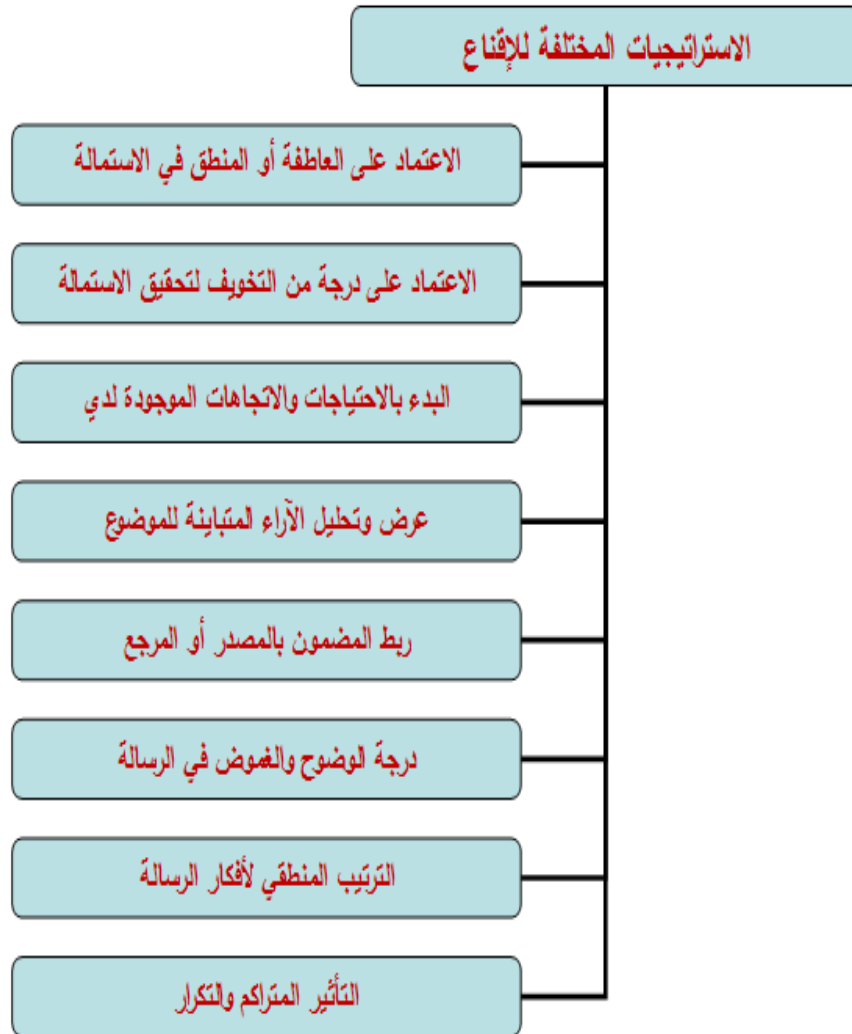 الاستراتيجيات المختلفة للإقناع
الاعتماد على العاطفة أو المنطق في الاستمالة
الاعتماد على درجة من التخويف لتحقيق الاستمالة
البدء بالاحتياجات والاتجاهات الموجودة لدي
عرض وتحليل الآراء المتباينة للموضوع
ربط المضمون بالمصدر أو المرجع
درجة الوضوح والغموض في الرسالة
الترتيب المنطقي لأفكار الرسالة
التأثير المتراكم والتكرار